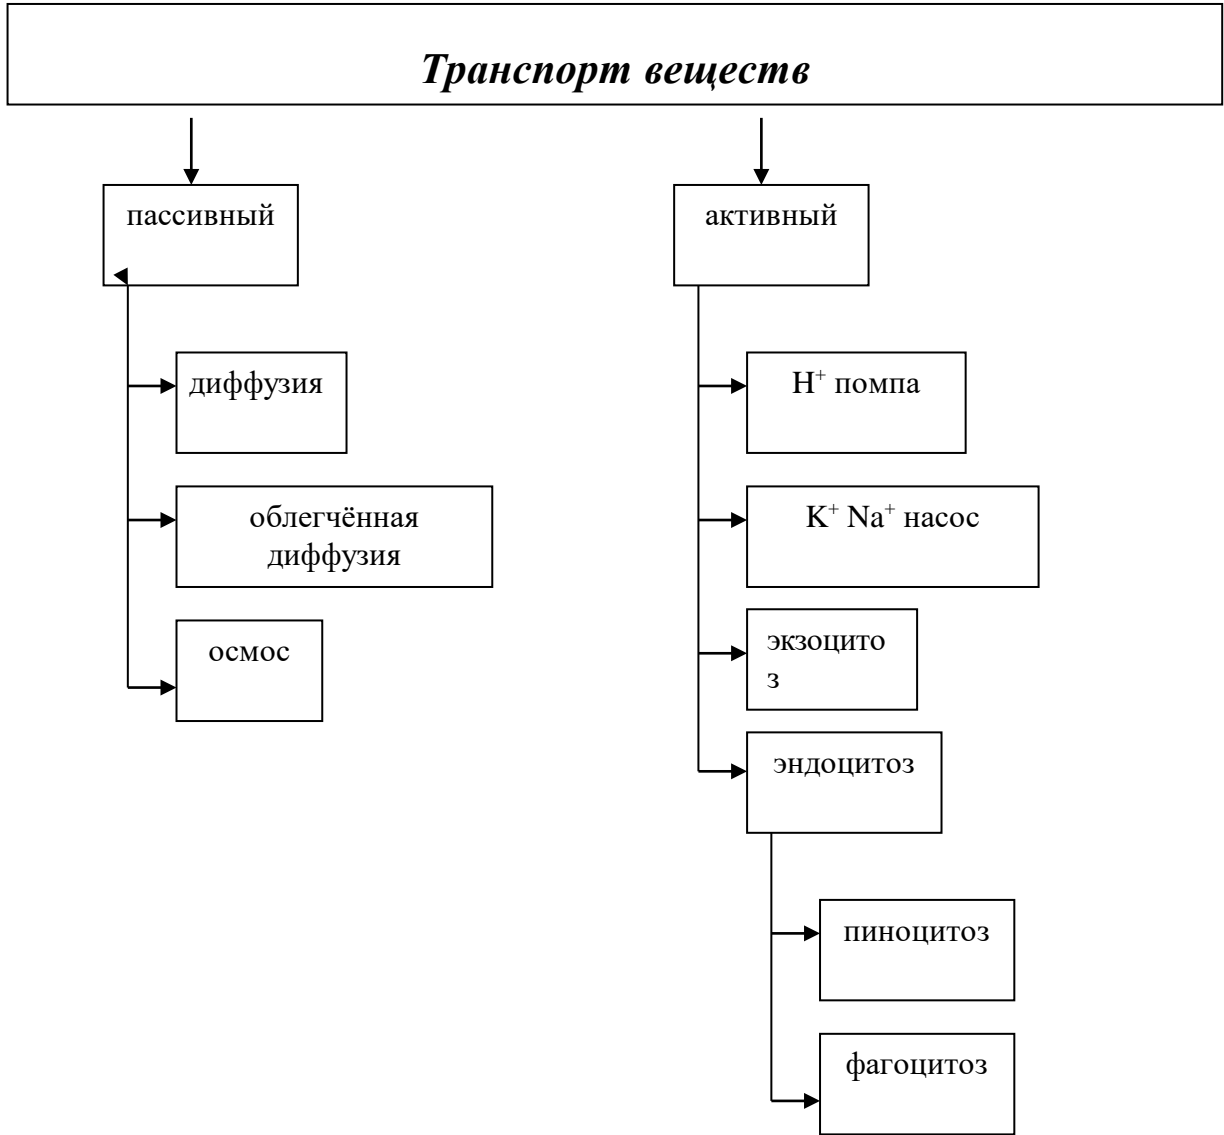 Транспорт веществ
пассивный
диффузия
облегчённая
диффузия
осмос
активный
H⁺ помпа
K⁺ Na⁺ насос
экзоцито
з
эндоцитоз
пиноцитоз
фагоцитоз